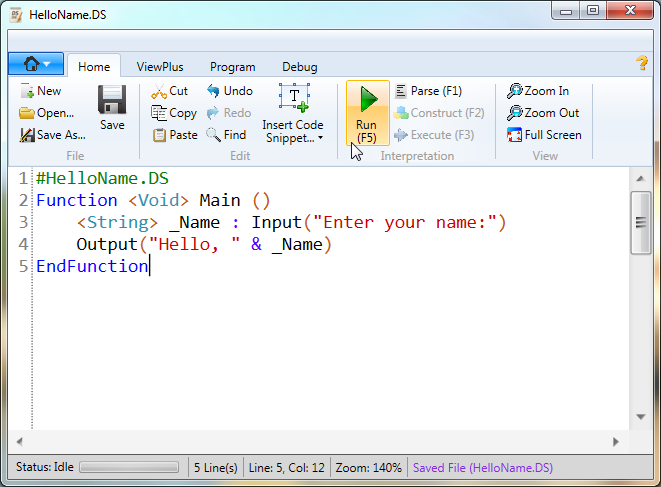 HelloName.DS
Home ViewPlus Program Debug
New Cut Undo Parse (F1) Zoom In
Open... Copy Redo Construct (F2) Zoom Out
Save As... Save Paste Find Insert Code Snippet... Run (F5) Execute (F3) Full Screen
File Edit Interpretation View
1 #HelloName.DS
2 Function <Void> Main ()
3 <String> _Name : Input("Enter your name:")
4 Output("Hello, " & _Name)
5 EndFunction
Status: Idle 5 Line(s) Line: 5, Col: 12 Zoom: 140% Saved File (HelloName.DS)